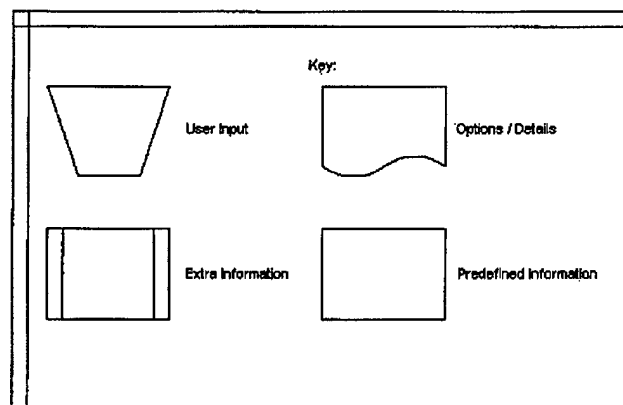 Key:
User Input
Options / Details
Extra Information
Predefined Information